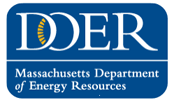 DOER
Massachusetts Department
of Energy Resources